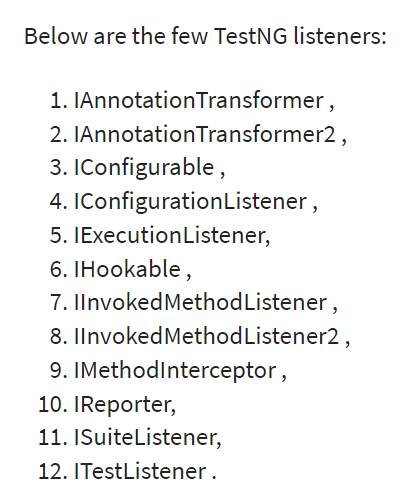 Below are the few TestNG listeners:
1. IAnnotationTransformer ,
2. IAnnotationTransformer2 ,
3. IConfigurable ,
4. IConfigurationListener ,
5. IExecutionListener,
6. IHookable ,
7. IInvokedMethodListener ,
8. IInvokedMethodListener2 ,
9. IMethodInterceptor ,
10. IReporter,
11. ISuiteListener,
12. ITestListener .